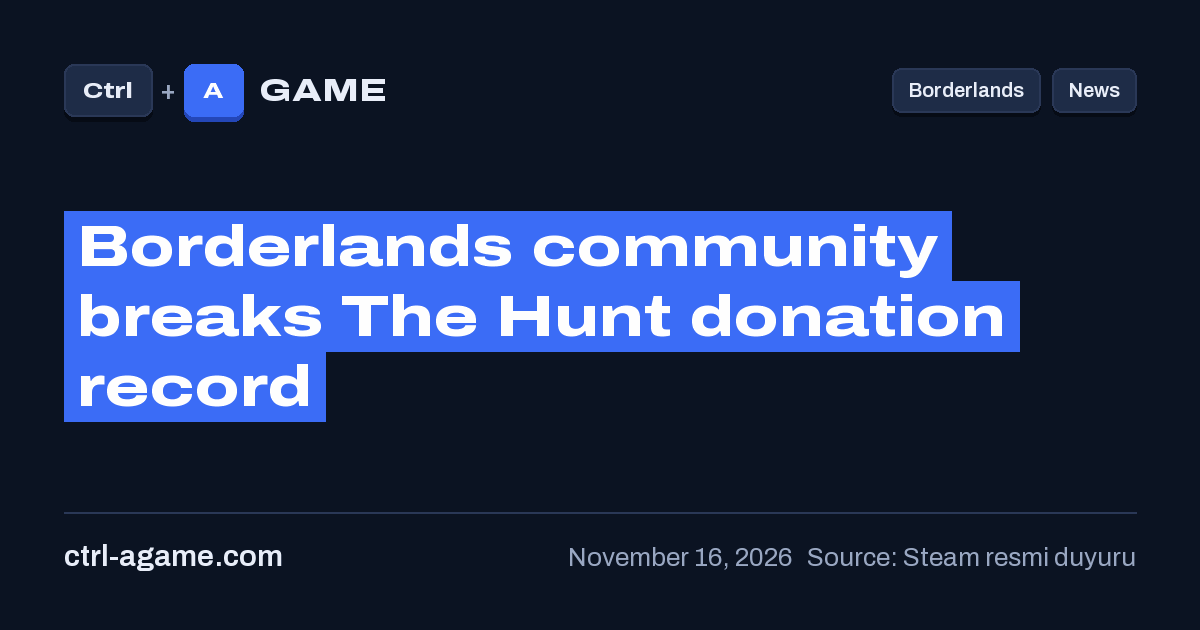 Ctrl + A GAME
Borderlands News
Borderlands community
breaks The Hunt donation
record
ctrl-agame.com
November 16, 2026 Source: Steam resmi duyuru